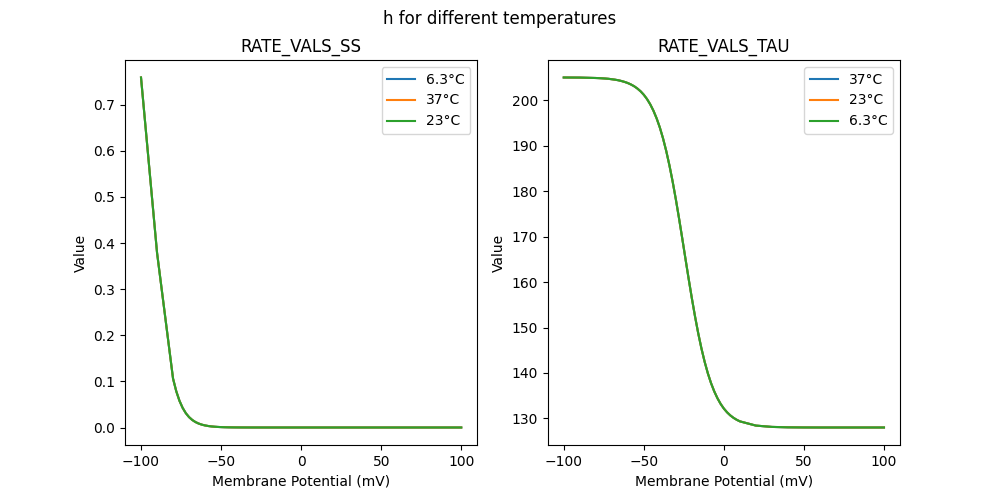 h for different temperatures
RATE_VALS_SS
0.7
0.6
0.5
0.4
0.3
0.2
0.1
0.0
Value
−100
−50
0
50
100
Membrane Potential (mV)
6.3°C
37°C
23°C
RATE_VALS_TAU
200
190
180
170
160
150
140
130
Value
−100
−50
0
50
100
Membrane Potential (mV)
37°C
23°C
6.3°C